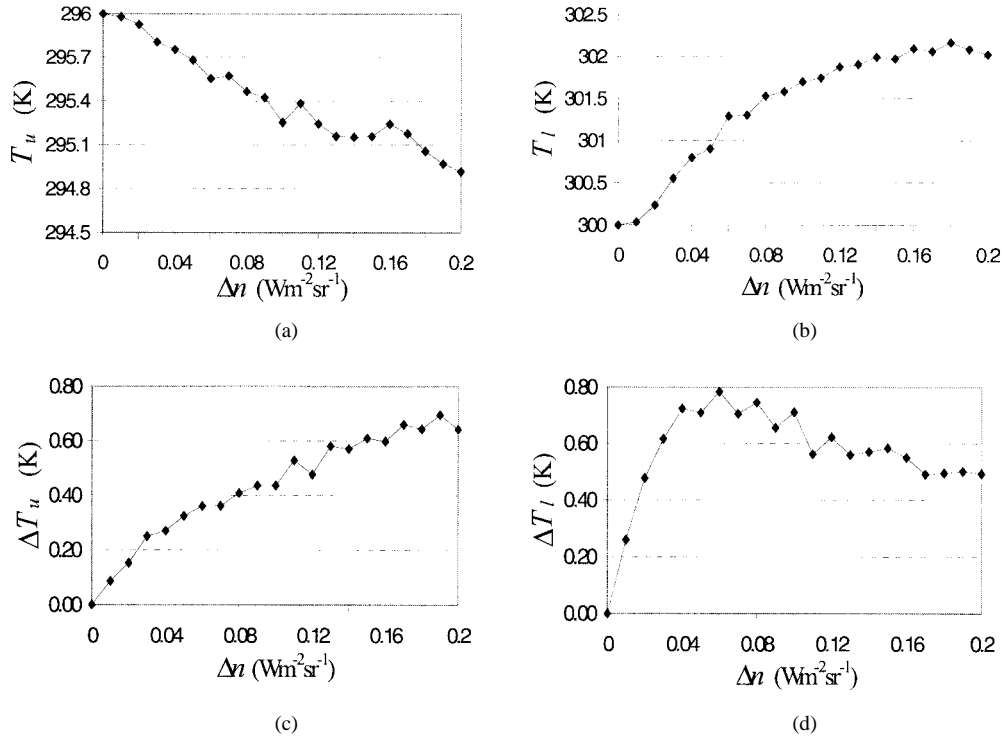 296
295.7
295.4
295.1
294.8
294.5
T_u (K)
0 0.04 0.08 0.12 0.16 0.2
Δn (Wm⁻²sr⁻¹)
(a)
302.5
302
301.5
301
300.5
300
T_l (K)
0 0.04 0.08 0.12 0.16 0.2
Δn (Wm⁻²sr⁻¹)
(b)
0.80
0.60
0.40
0.20
0.00
ΔT_u (K)
0 0.04 0.08 0.12 0.16 0.2
Δn (Wm⁻²sr⁻¹)
(c)
0.80
0.60
0.40
0.20
0.00
ΔT_l (K)
0 0.04 0.08 0.12 0.16 0.2
Δn (Wm⁻²sr⁻¹)
(d)